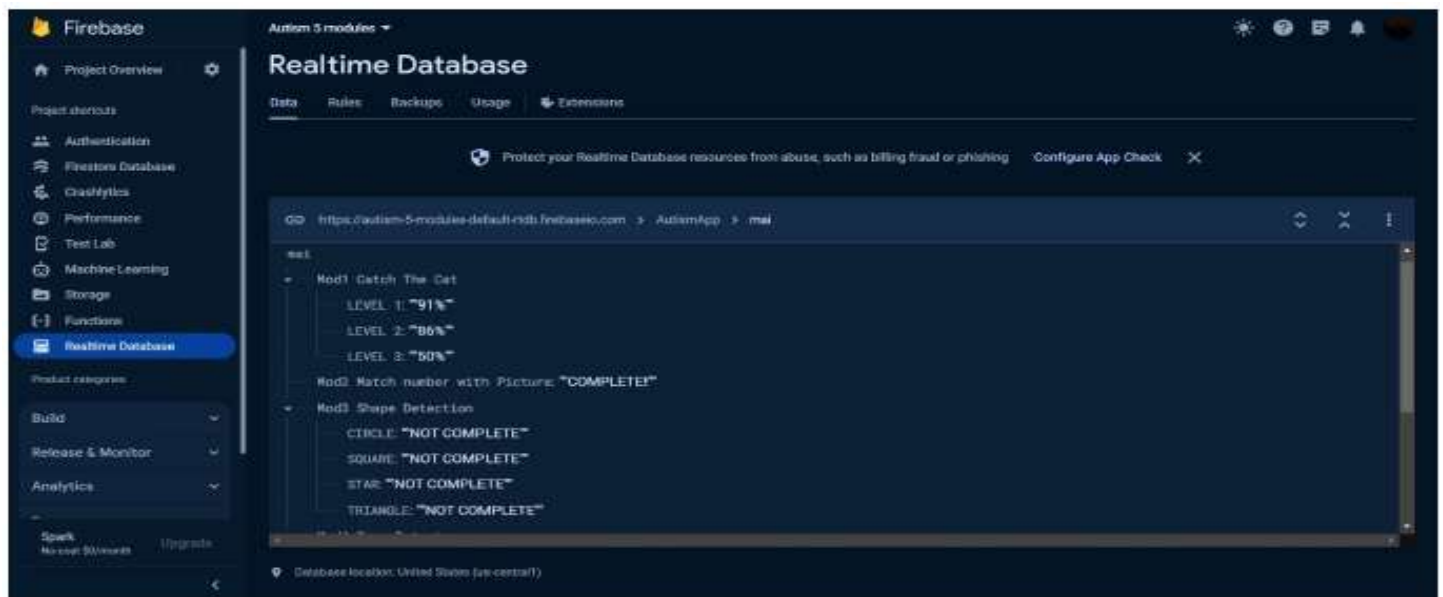 Firebase
Autism 5 modules
Project Overview
Realtime Database
Data Rules Backups Usage Extensions
Project shortcuts
Authentication
Firestore Database
Crashlytics
Performance
Test Lab
Machine Learning
Storage
Functions
Realtime Database
Product categories
Build
Release & Monitor
Analytics
Spark
No-cost $0/month
Upgrade
Protect your Realtime Database resources from abuse, such as billing fraud or phishing Configure App Check
https://autism-5-modules-default-rtdb.firebaseio.com > AutismApp > mai
mai
Mod1 Catch The Cat
LEVEL 1: ""91%""
LEVEL 2: ""86%""
LEVEL 3: ""50%""
Mod2 Match number with Picture: ""COMPLETE!""
Mod3 Shape Detection
CIRCLE: ""NOT COMPLETE""
SQUARE: ""NOT COMPLETE""
STAR: ""NOT COMPLETE""
TRIANGLE: ""NOT COMPLETE""
Database location: United States (us-central1)